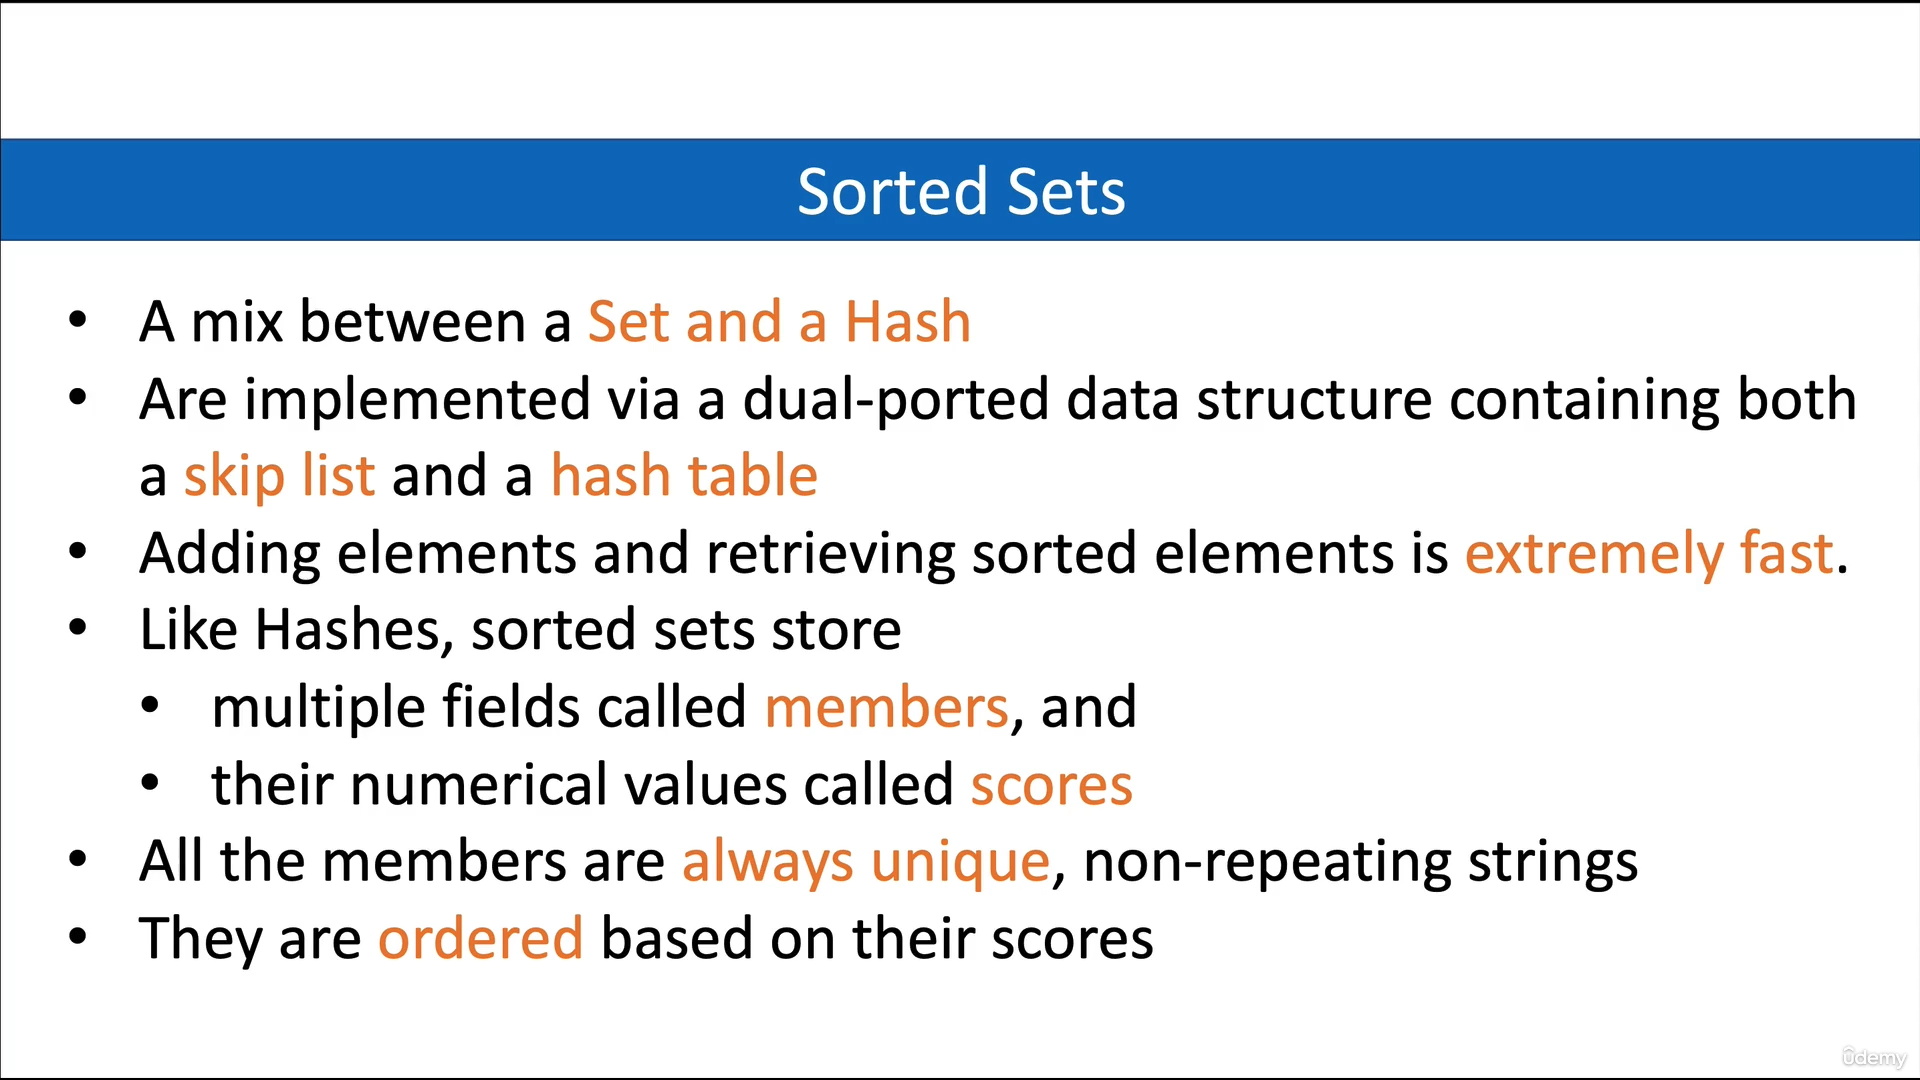 Sorted Sets
• A mix between a Set and a Hash
• Are implemented via a dual-ported data structure containing both
a skip list and a hash table
• Adding elements and retrieving sorted elements is extremely fast.
• Like Hashes, sorted sets store
• multiple fields called members, and
• their numerical values called scores
• All the members are always unique, non-repeating strings
• They are ordered based on their scores
ûdemy